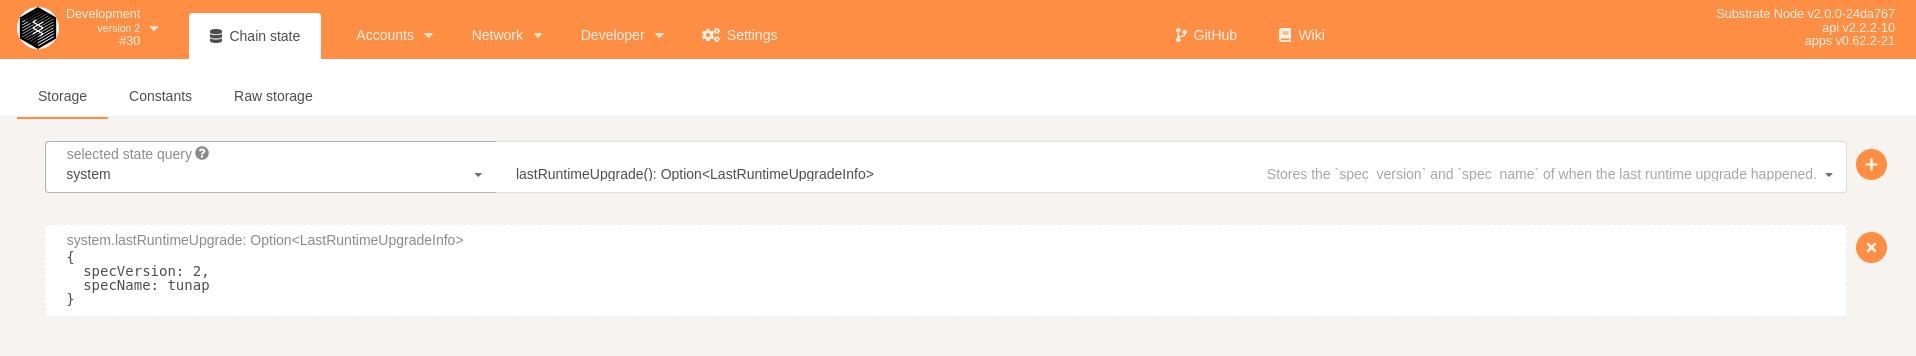 Development
version 2
#30
Chain state
Accounts
Network
Developer
Settings
GitHub
Wiki
Substrate Node v2.0.0-24da767
api v2.2.2-10
apps v0.62.2-21
Storage
Constants
Raw storage
selected state query
system
lastRuntimeUpgrade(): Option<LastRuntimeUpgradeInfo>
Stores the `spec_version` and `spec_name` of when the last runtime upgrade happened.
system.lastRuntimeUpgrade: Option<LastRuntimeUpgradeInfo>
{
  specVersion: 2,
  specName: tunap
}